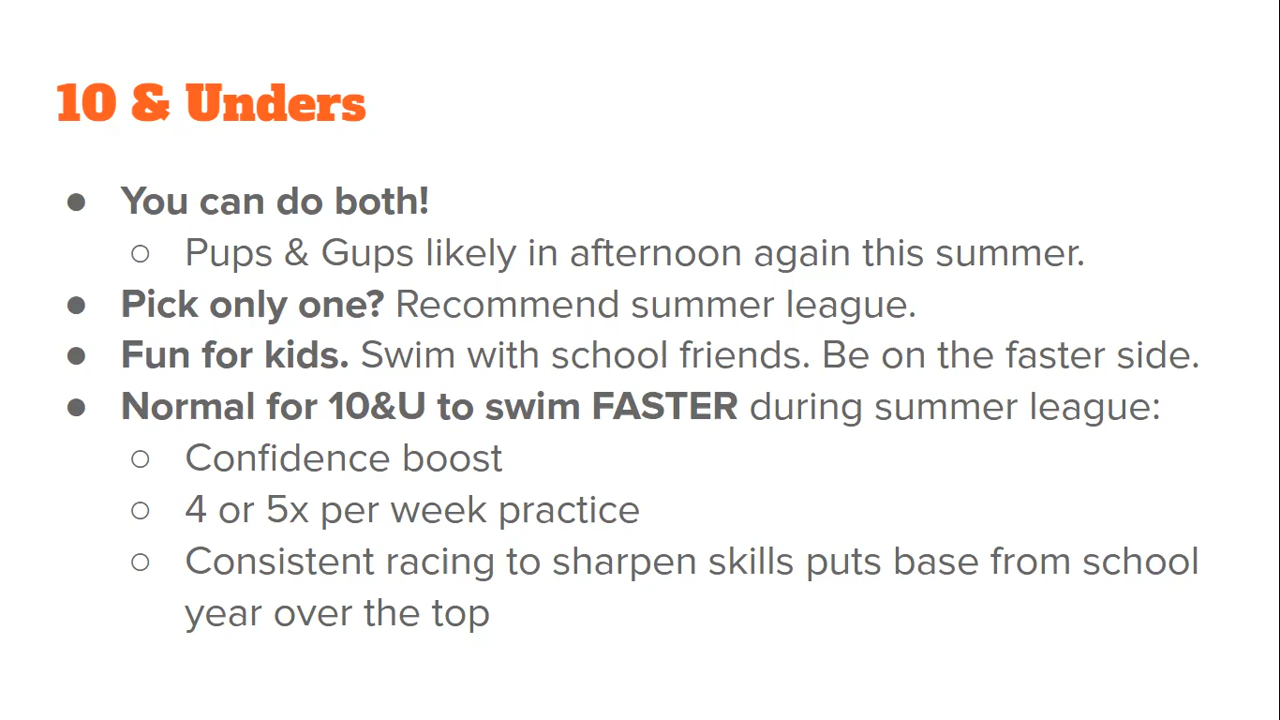 10 & Unders
● You can do both!
○ Pups & Gups likely in afternoon again this summer.
● Pick only one? Recommend summer league.
● Fun for kids. Swim with school friends. Be on the faster side.
● Normal for 10&U to swim FASTER during summer league:
○ Confidence boost
○ 4 or 5x per week practice
○ Consistent racing to sharpen skills puts base from school
year over the top